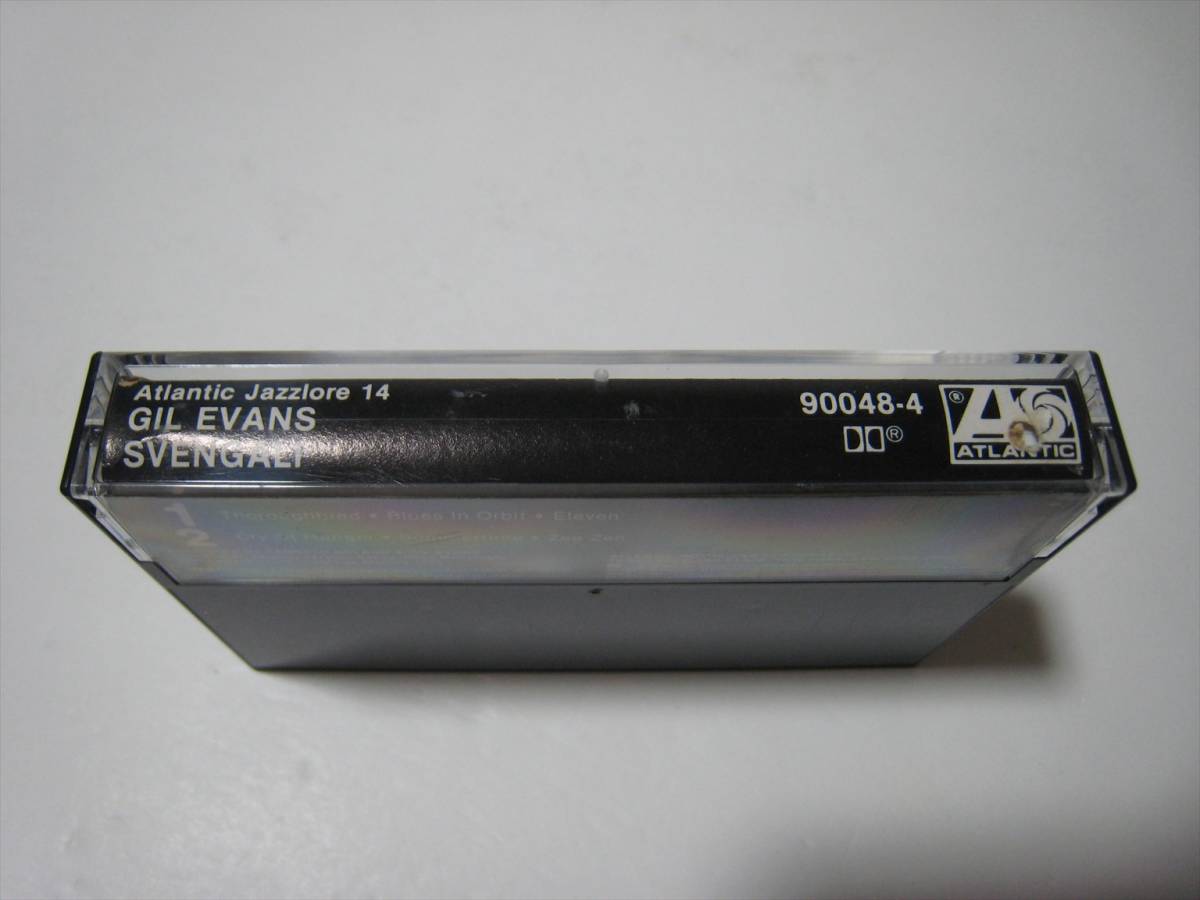 Atlantic Jazzlore 14
GIL EVANS
SVENGALI
90048-4
®
®
ATLANTIC
1
Thoroughbred • Blues In Orbit • Eleven
2
Zee Zee